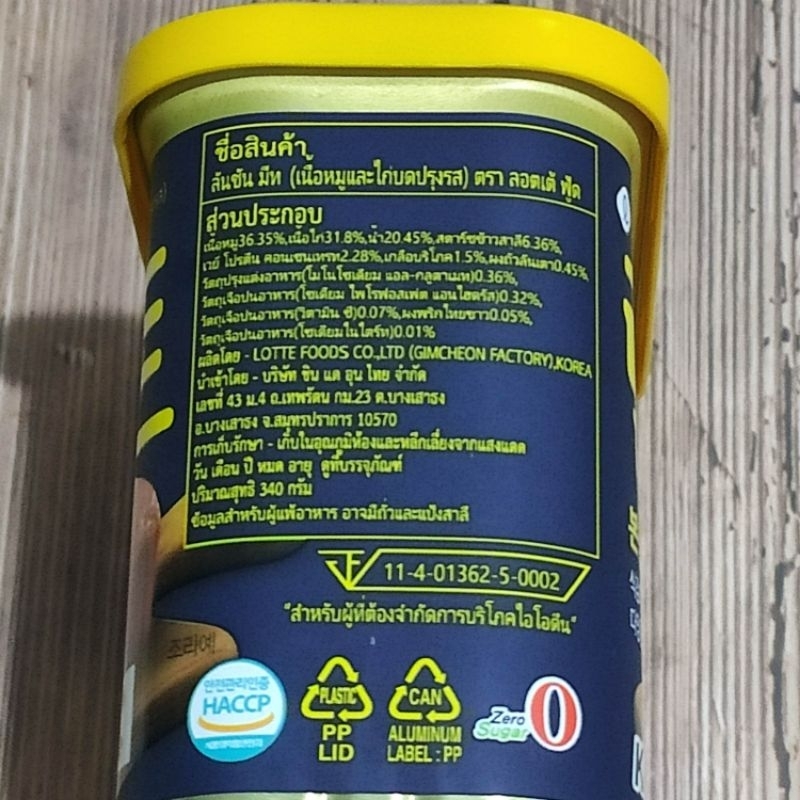 ชื่อสินค้า
ลันชัน มีท (เนื้อหมูและไก่บดปรุงรส) ตรา ลอตเต้ ฟู้ด
ส่วนประกอบ
เนื้อหมู36.35%,เนื้อไก่31.8%,น้ำ20.45%,สตาร์ชข้าวสาลี6.36%,
เวย์ โปรตีน คอนเซนเทรท2.28%,เกลือบริโภค1.5%,ผงถั่วลันเตา0.45%,
วัตถุปรุงแต่งอาหาร(โมโนโซเดียม แอล-กลูตาเมท)0.36%,
วัตถุเจือปนอาหาร(โซเดียม ไพโรฟอสเฟต แอนไฮดรัส)0.32%,
วัตถุเจือปนอาหาร(วิตามิน ซี)0.07%,ผงพริกไทยขาว0.05%,
วัตถุเจือปนอาหาร(โซเดียมไนไตร์ท)0.01%
ผลิตโดย - LOTTE FOODS CO.,LTD (GIMCHEON FACTORY),KOREA
นำเข้าโดย - บริษัท ชิน แด อุน ไทย จำกัด
เลขที่ 43 ม.4 ถ.เทพรัตน กม.23 ต.บางเสาธง
อ.บางเสาธง จ.สมุทรปราการ 10570
การเก็บรักษา - เก็บในอุณภูมิห้องและหลีกเลี่ยงจากแสงแดด
วัน เดือน ปี หมด อายุ ดูที่บรรจุภัณฑ์
ปริมาณสุทธิ 340 กรัม
ข้อมูลสำหรับผู้แพ้อาหาร อาจมีถั่วและแป้งสาลี
11-4-01362-5-0002
"สำหรับผู้ที่ต้องจำกัดการบริโภคไอโอดีน"
조리예
안전관리인증
HACCP
PLASTIC
PP
LID
CAN
ALUMINUM
LABEL : PP
Zero
Sugar
0
K